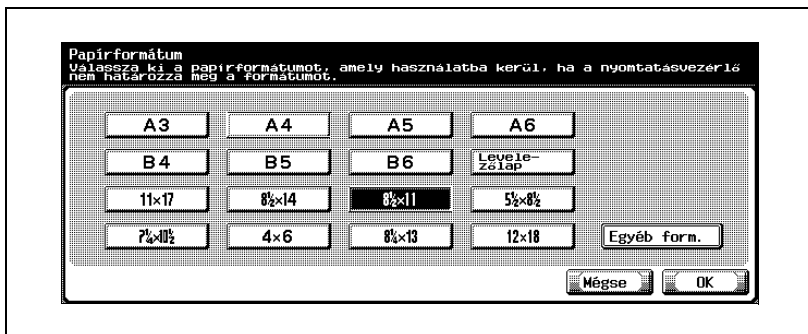 Papírformátum
Válassza ki a papírformátumot, amely használatba kerül, ha a nyomtatásvezérlő
nem határozza meg a formátumot.
A3 A4 A5 A6
B4 B5 B6 Levele-
zőlap
11×17 8½×14 8½×11 5½×8½
7¼×10½ 4×6 8¼×13 12×18 Egyéb form.
Mégse OK